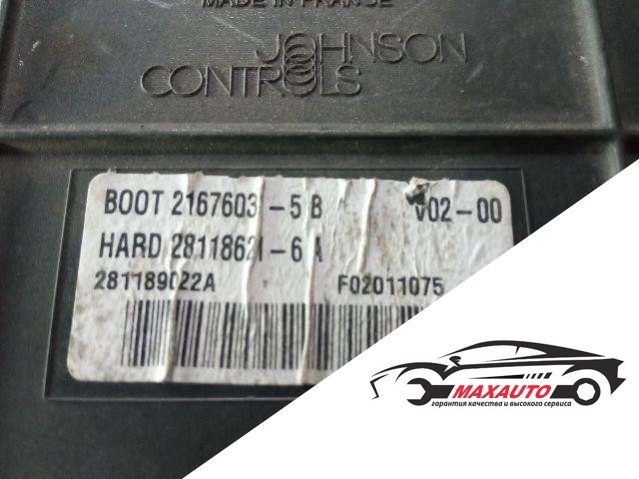 MADE IN FRANCE
JOHNSON
CONTROLS
BOOT 2167603 -5 B V02-00
HARD 28118621-6 A
281189022A F02011075
MAXAUTO
гарантия качества и высокого сервиса